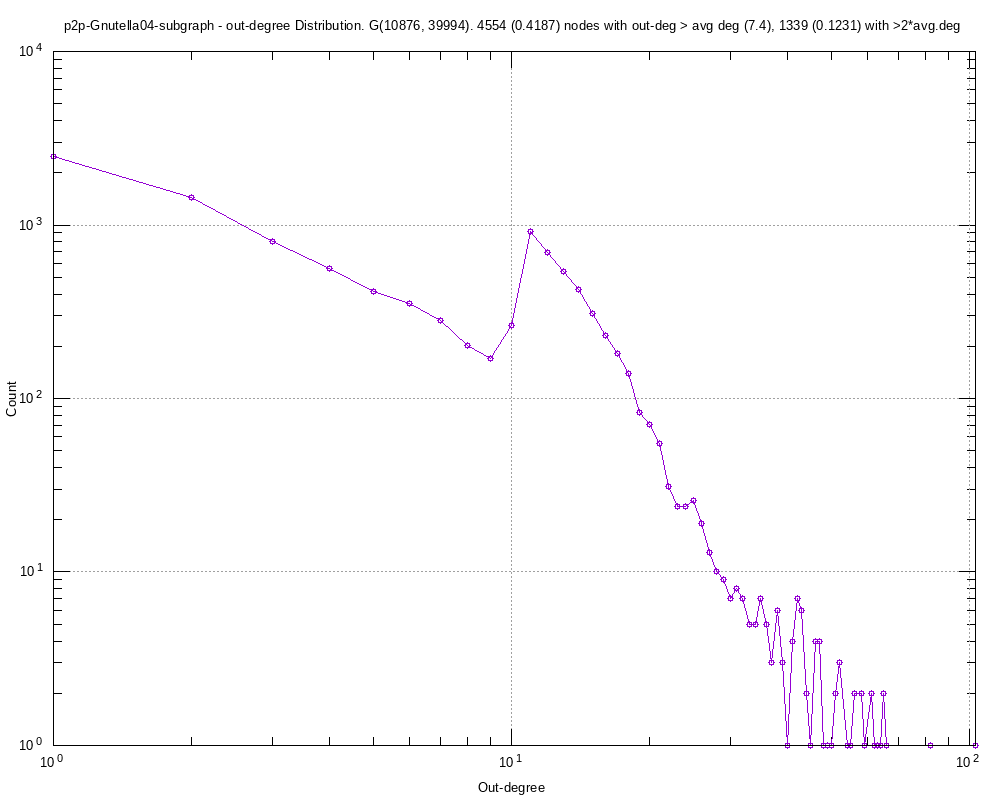 p2p-Gnutella04-subgraph - out-degree Distribution. G(10876, 39994). 4554 (0.4187) nodes with out-deg > avg deg (7.4), 1339 (0.1231) with >2*avg.deg
10^4
10^3
10^2
10^1
10^0
Count
10^0 10^1 10^2
Out-degree